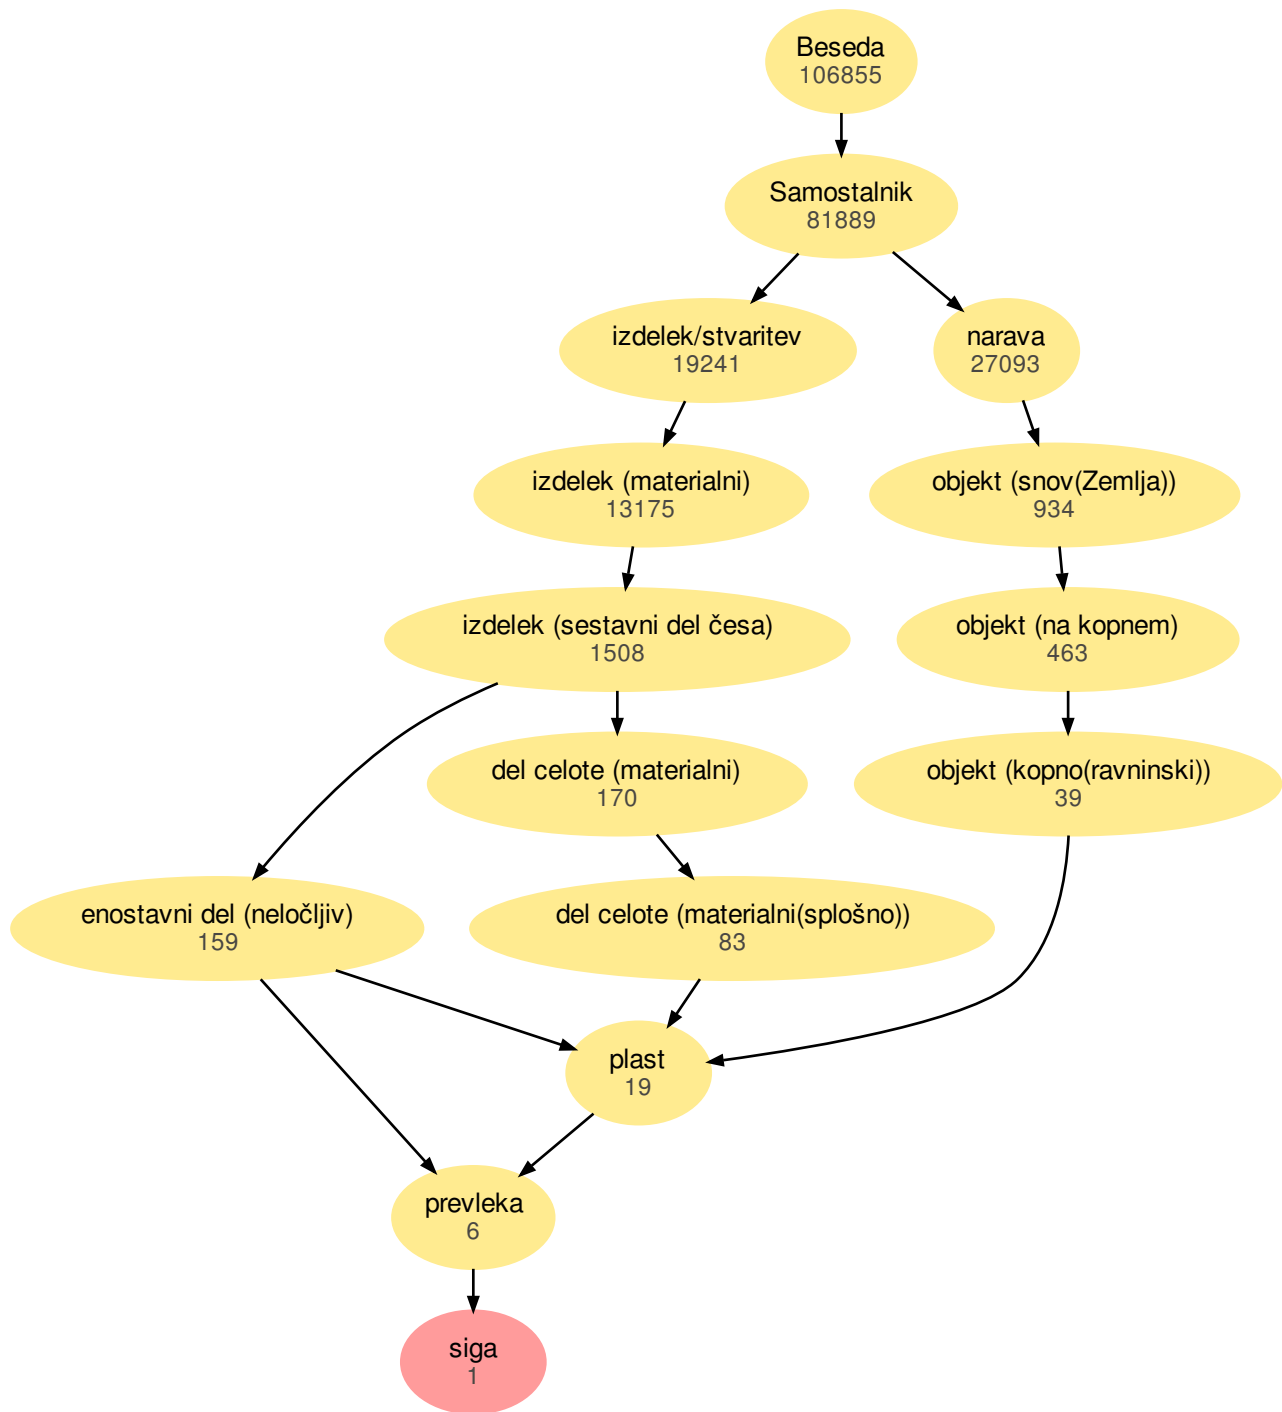 Beseda
106855
Samostalnik
81889
izdelek/stvaritev
19241
narava
27093
izdelek (materialni)
13175
objekt (snov(Zemlja))
934
izdelek (sestavni del česa)
1508
objekt (na kopnem)
463
del celote (materialni)
170
objekt (kopno(ravninski))
39
enostavni del (neločljiv)
159
del celote (materialni(splošno))
83
plast
19
prevleka
6
siga
1